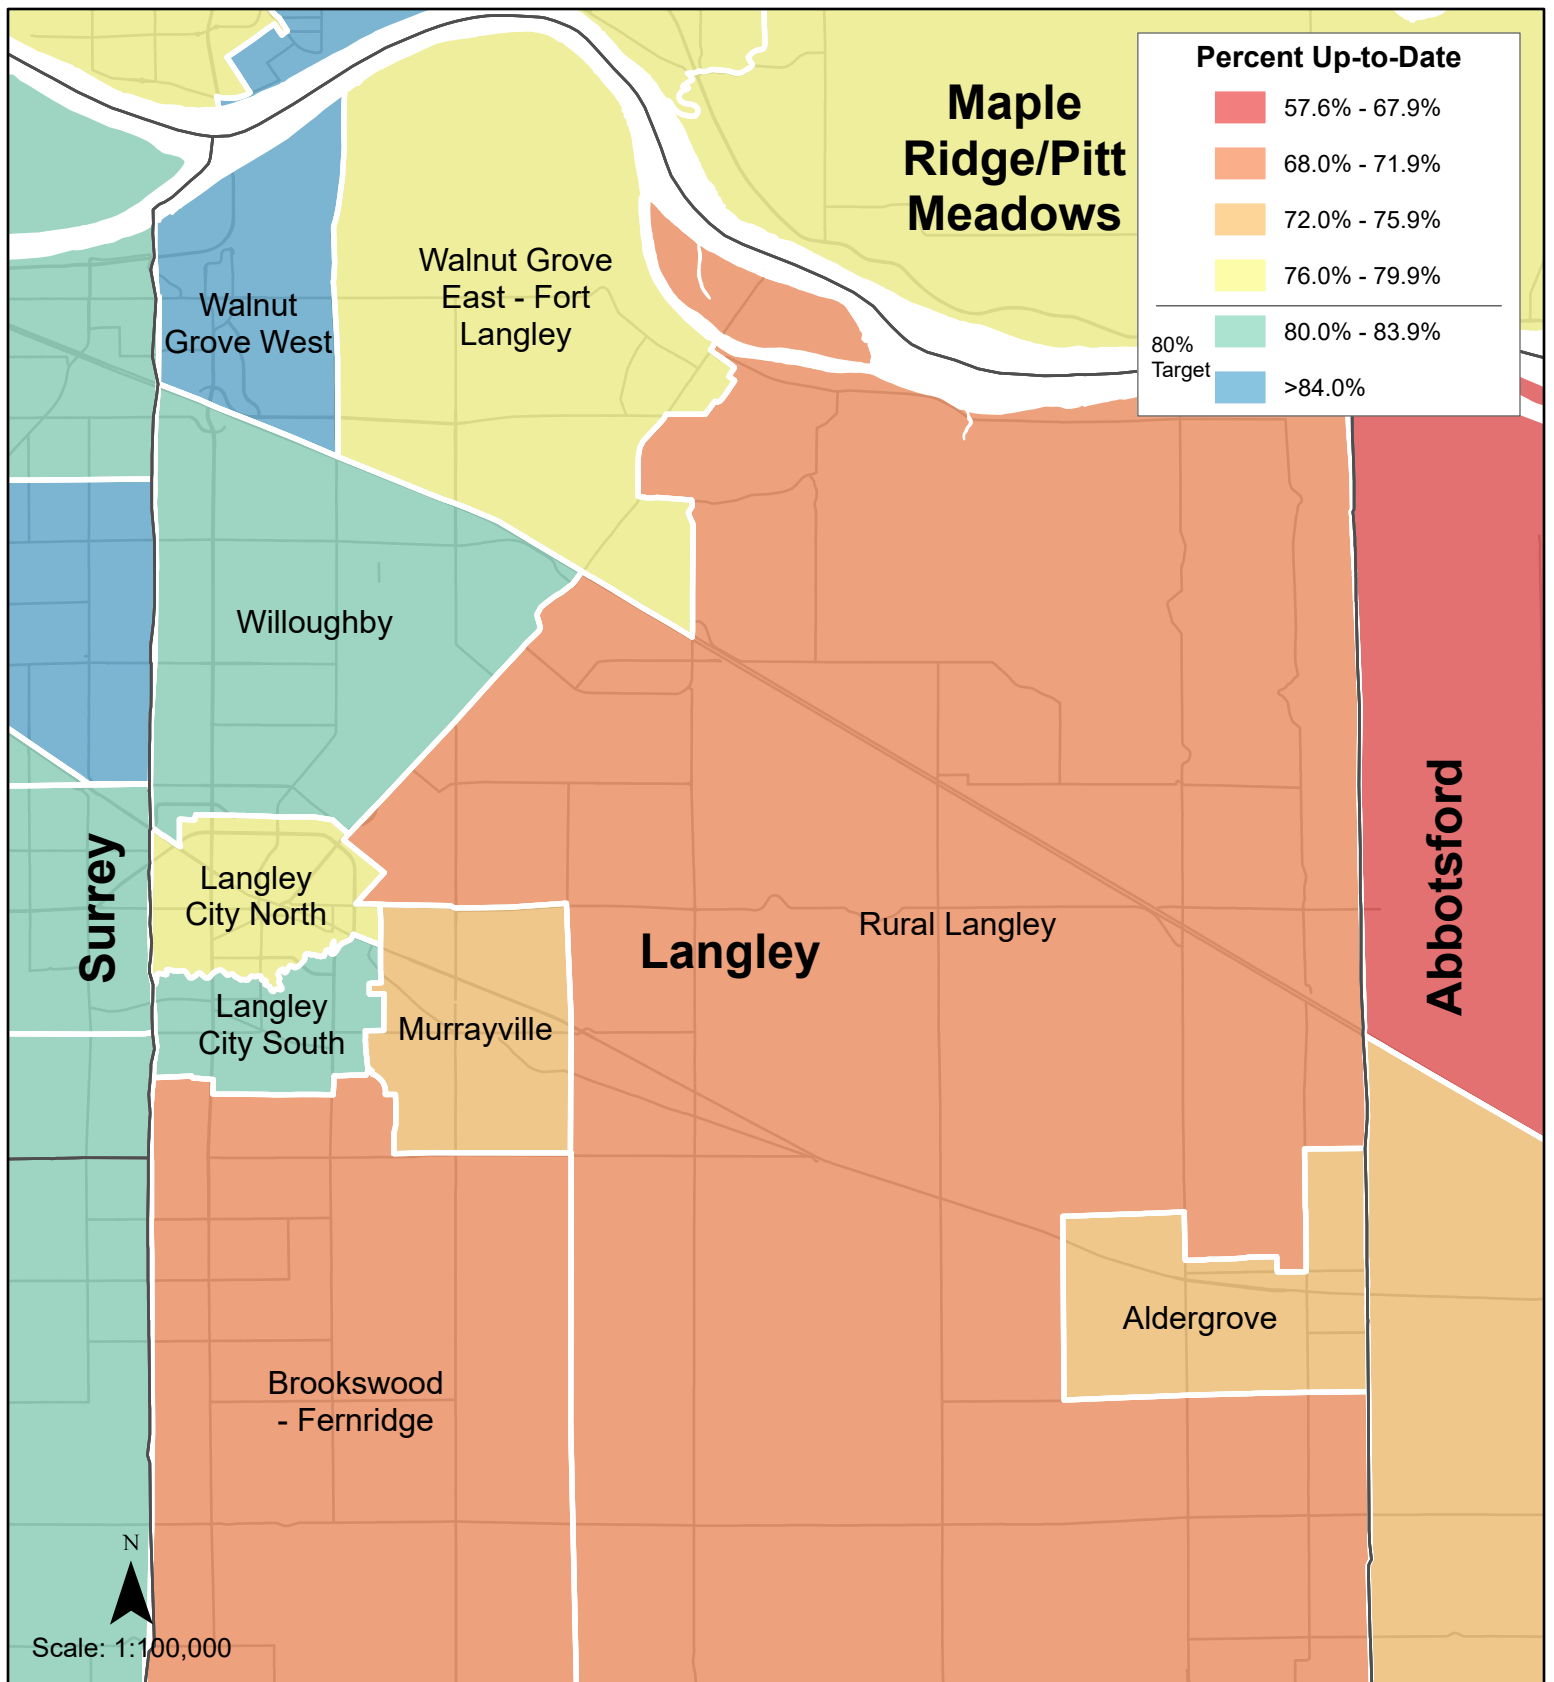 Percent Up-to-Date
57.6% - 67.9%
68.0% - 71.9%
72.0% - 75.9%
76.0% - 79.9%
80.0% - 83.9%
80%
Target
>84.0%
Maple
Ridge/Pitt
Meadows
Walnut Grove
East - Fort
Langley
Walnut
Grove West
Willoughby
Surrey
Langley
City North
Langley
City South
Murrayville
Langley
Rural Langley
Abbotsford
Aldergrove
Brookswood
- Fernridge
N
Scale: 1:100,000